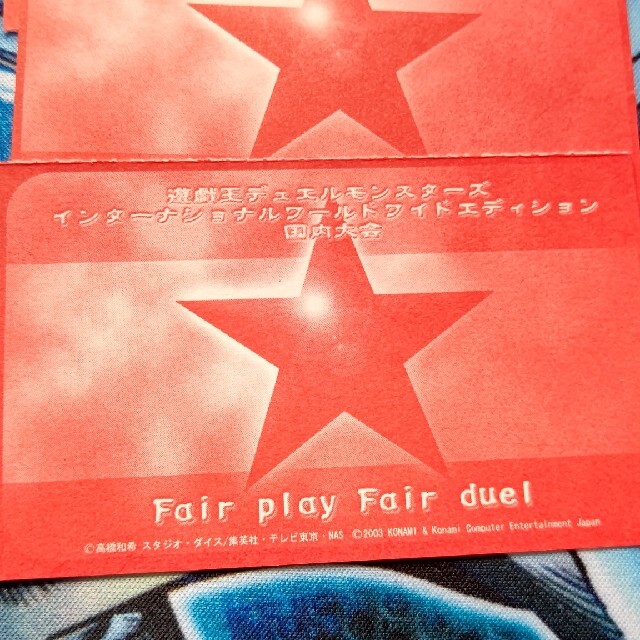 遊戯王デュエルモンスターズ
インターナショナルワールドワイドエディション
国内大会
Fair play Fair duel
©高橋和希 スタジオ・ダイス/集英社・テレビ東京・NAS ©2003 KONAMI & Konami Computer Entertainment Japan